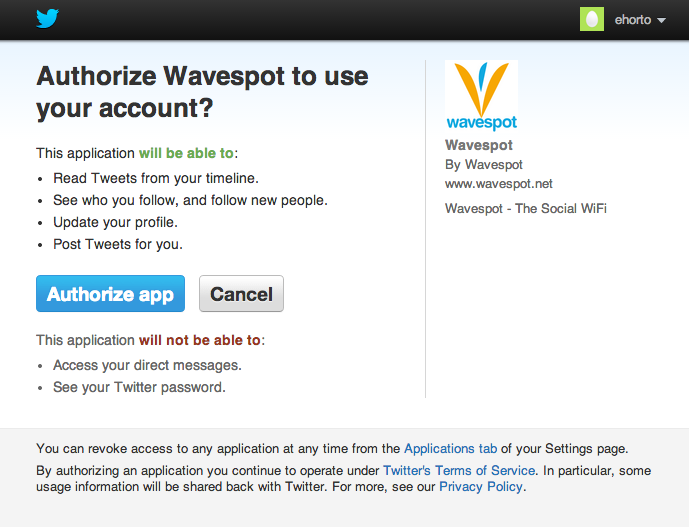 ehorto
Authorize Wavespot to use
your account?
This application will be able to:
• Read Tweets from your timeline.
• See who you follow, and follow new people.
• Update your profile.
• Post Tweets for you.
Authorize app
Cancel
This application will not be able to:
• Access your direct messages.
• See your Twitter password.
wavespot
Wavespot
By Wavespot
www.wavespot.net
Wavespot - The Social WiFi
You can revoke access to any application at any time from the Applications tab of your Settings page.
By authorizing an application you continue to operate under Twitter's Terms of Service. In particular, some
usage information will be shared back with Twitter. For more, see our Privacy Policy.